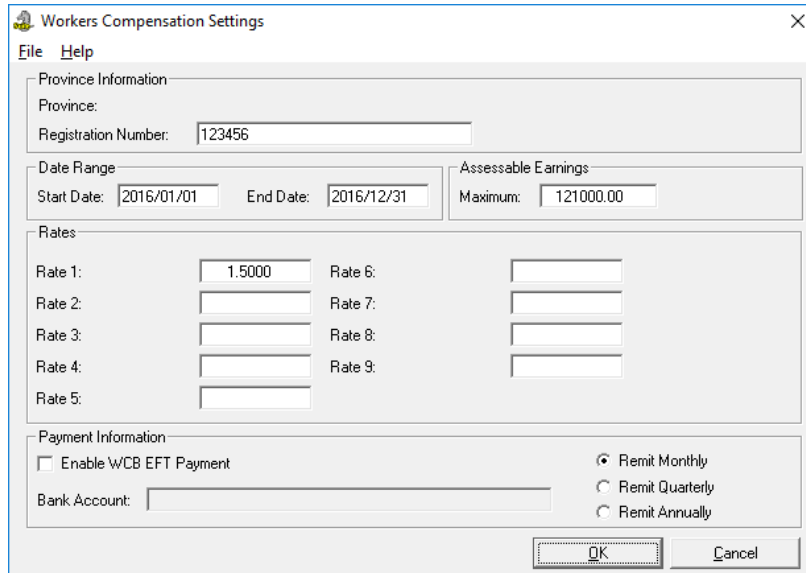 Workers Compensation Settings
File Help
Province Information
Province:
Registration Number: 123456
Date Range
Start Date: 2016/01/01 End Date: 2016/12/31
Assessable Earnings
Maximum: 121000.00
Rates
Rate 1: 1.5000 Rate 6:
Rate 2: Rate 7:
Rate 3: Rate 8:
Rate 4: Rate 9:
Rate 5:
Payment Information
Enable WCB EFT Payment
Bank Account:
Remit Monthly
Remit Quarterly
Remit Annually
OK Cancel